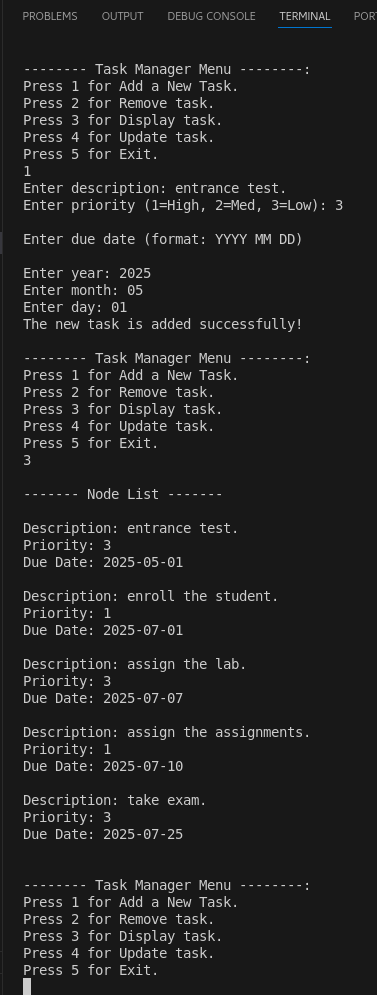 PROBLEMS OUTPUT DEBUG CONSOLE TERMINAL POR
-------- Task Manager Menu --------:
Press 1 for Add a New Task.
Press 2 for Remove task.
Press 3 for Display task.
Press 4 for Update task.
Press 5 for Exit.
1
Enter description: entrance test.
Enter priority (1=High, 2=Med, 3=Low): 3
Enter due date (format: YYYY MM DD)
Enter year: 2025
Enter month: 05
Enter day: 01
The new task is added successfully!
-------- Task Manager Menu --------:
Press 1 for Add a New Task.
Press 2 for Remove task.
Press 3 for Display task.
Press 4 for Update task.
Press 5 for Exit.
3
------- Node List -------
Description: entrance test.
Priority: 3
Due Date: 2025-05-01
Description: enroll the student.
Priority: 1
Due Date: 2025-07-01
Description: assign the lab.
Priority: 3
Due Date: 2025-07-07
Description: assign the assignments.
Priority: 1
Due Date: 2025-07-10
Description: take exam.
Priority: 3
Due Date: 2025-07-25
-------- Task Manager Menu --------:
Press 1 for Add a New Task.
Press 2 for Remove task.
Press 3 for Display task.
Press 4 for Update task.
Press 5 for Exit.